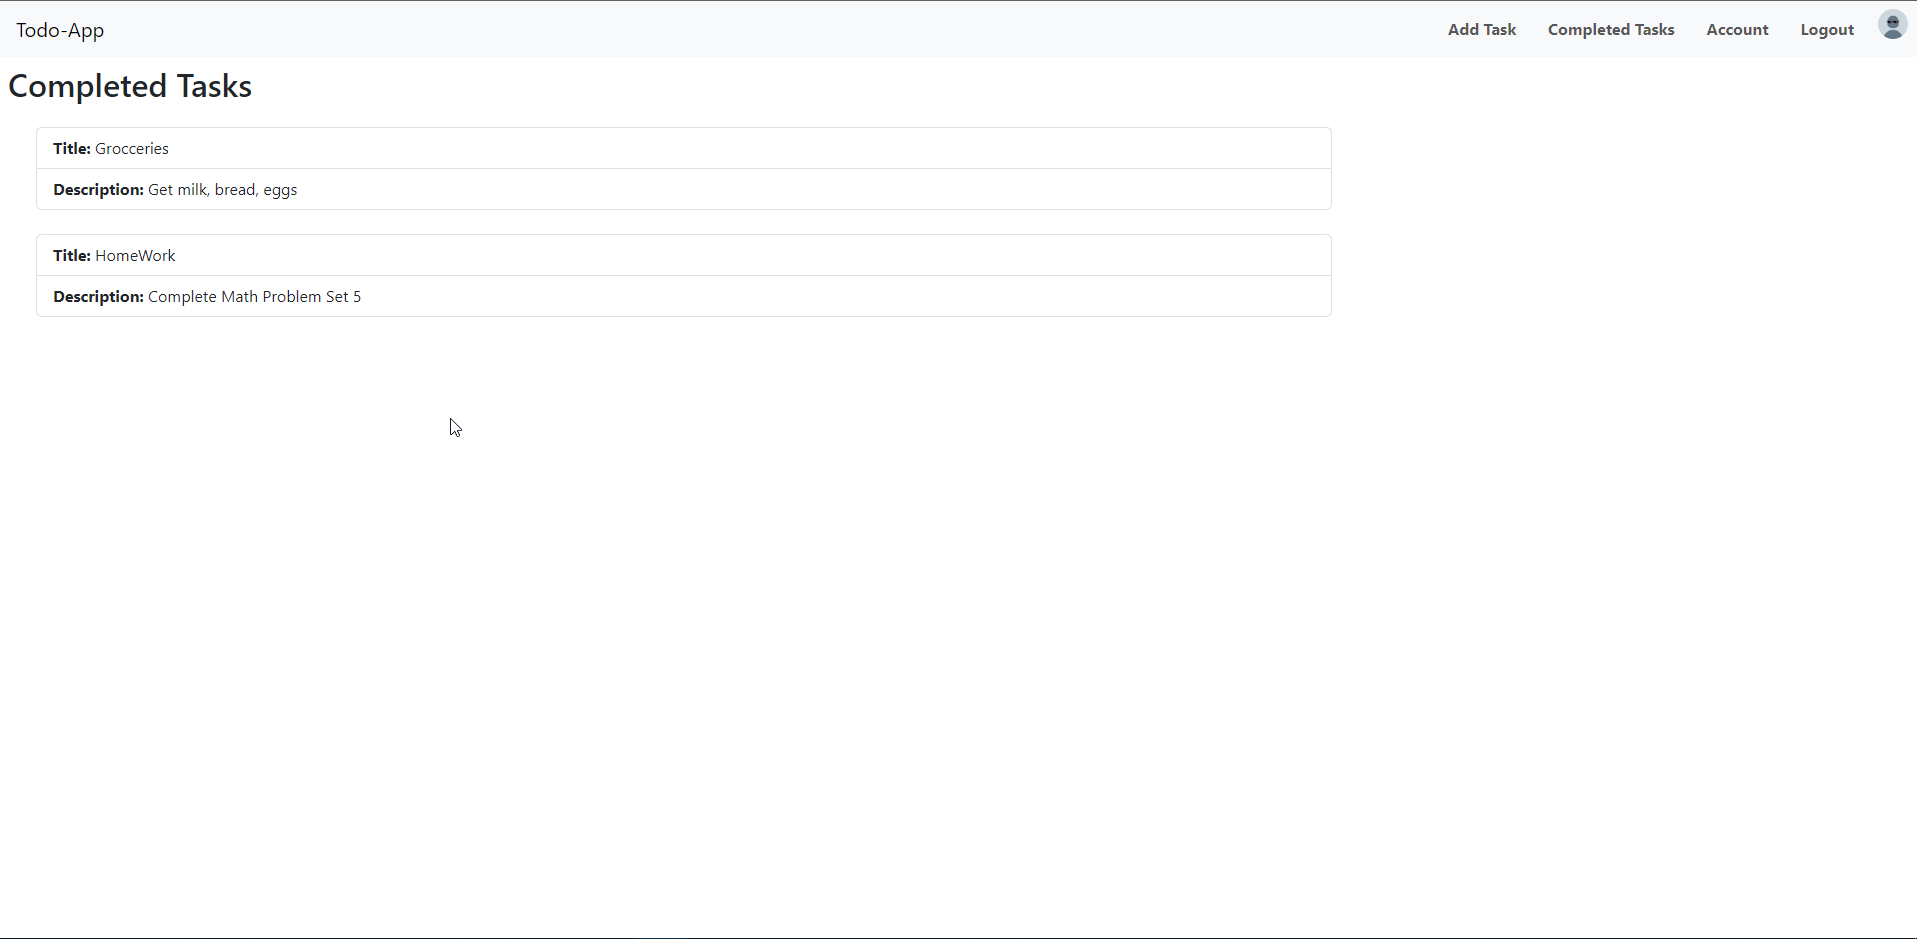 Todo-App
Add Task
Completed Tasks
Account
Logout
Completed Tasks
Title: Grocceries
Description: Get milk, bread, eggs
Title: HomeWork
Description: Complete Math Problem Set 5